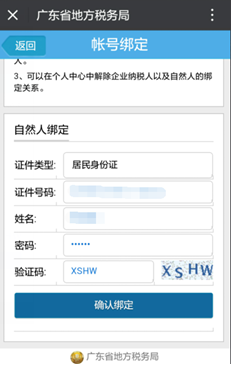 广东省地方税务局
返回
帐号绑定
人。
3、可以在个人中心中解除企业纳税人以及自然人的绑
定关系。
自然人绑定
证件类型:
居民身份证
证件号码:
姓名:
密码:
••••••
验证码:
XSHW
XSHW
确认绑定
广东省地方税务局